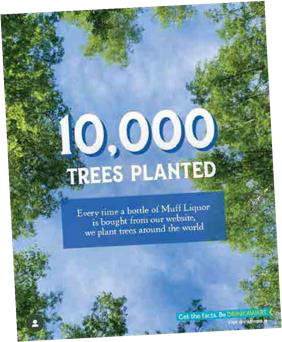 10,000
TREES PLANTED
Every time a bottle of Muff Liquor
is bought from our website,
we plant trees around the world
Get the facts. Be DRINKAWARE